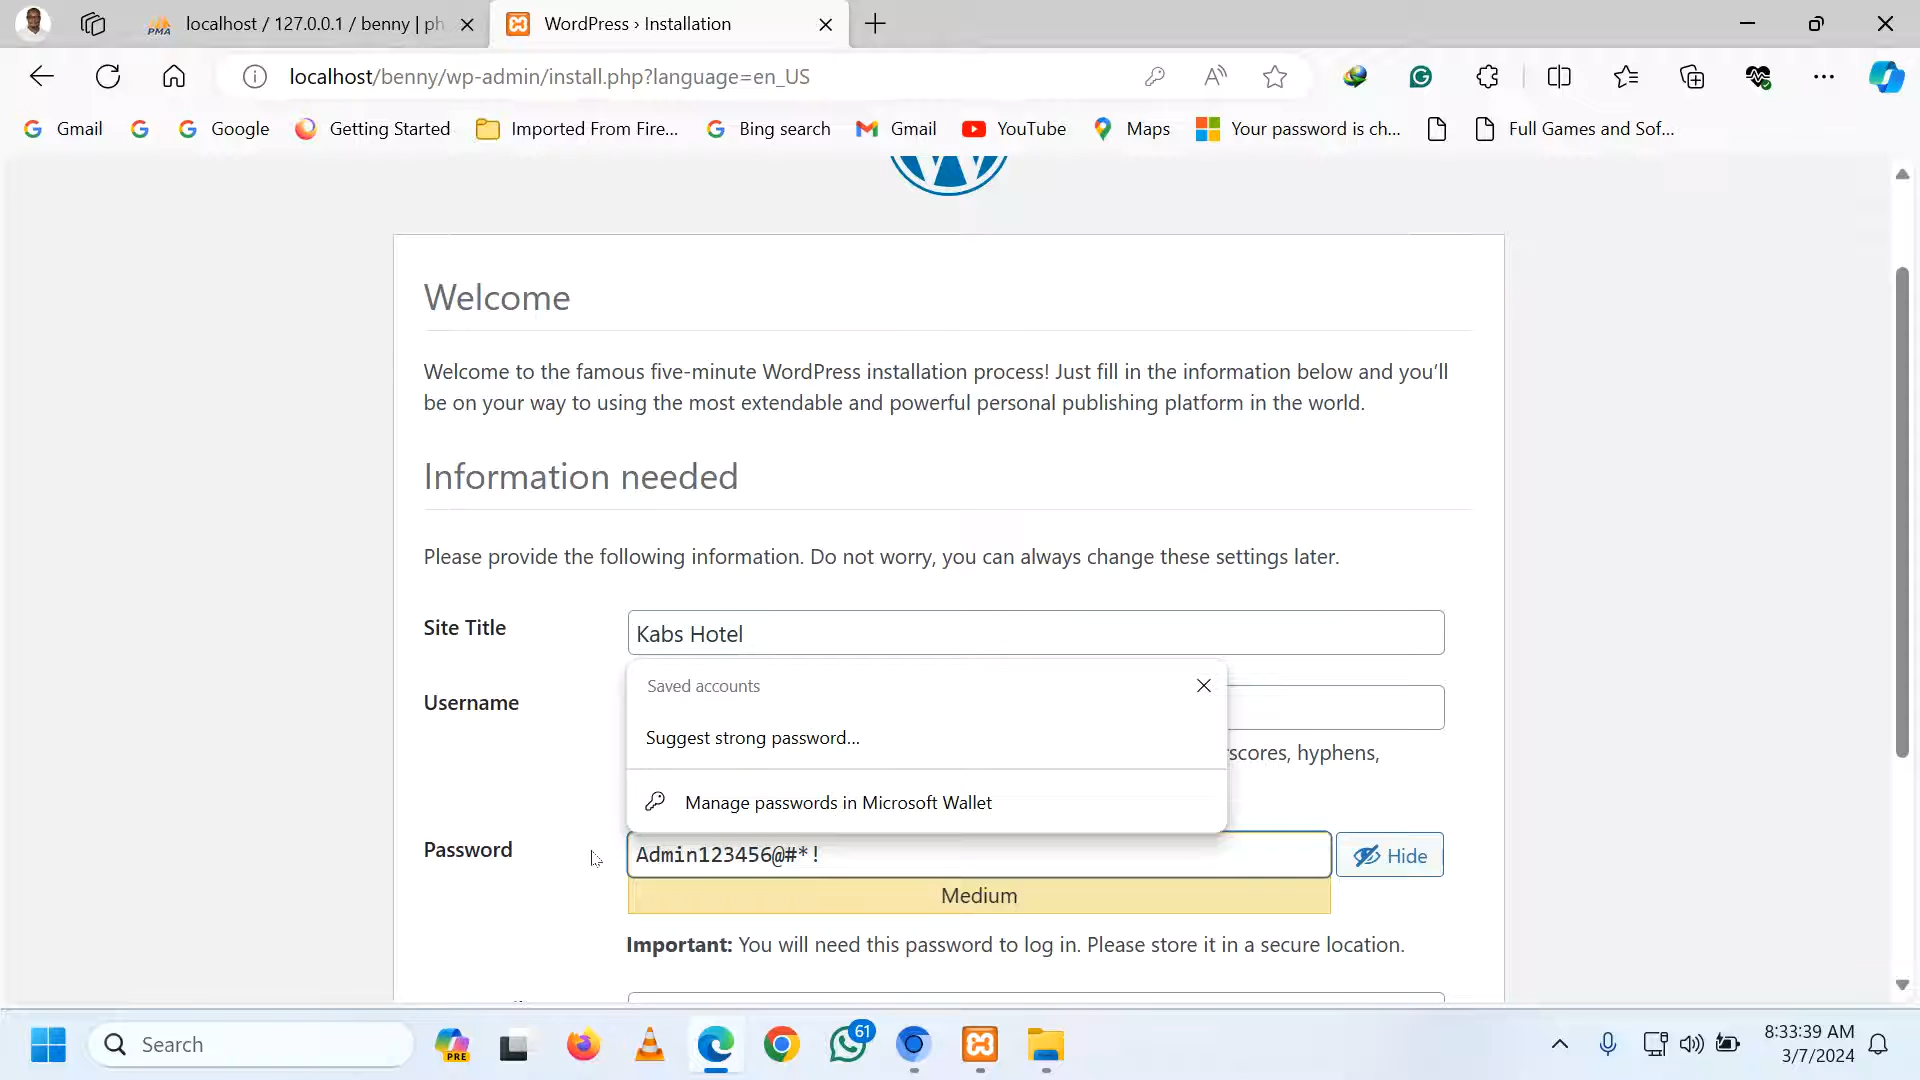 localhost / 127.0.0.1 / benny | ph
WordPress › Installation
localhost/benny/wp-admin/install.php?language=en_US
Gmail
Google
Getting Started
Imported From Fire...
Bing search
Gmail
YouTube
Maps
Your password is ch...
Full Games and Sof...
Welcome
Welcome to the famous five-minute WordPress installation process! Just fill in the information below and you’ll
be on your way to using the most extendable and powerful personal publishing platform in the world.
Information needed
Please provide the following information. Do not worry, you can always change these settings later.
Site Title
Kabs Hotel
Saved accounts
Username
Suggest strong password...
scores, hyphens,
Manage passwords in Microsoft Wallet
Password
Admin123456@#*!
Hide
Medium
Important: You will need this password to log in. Please store it in a secure location.
Search
PRE
61
8:33:39 AM
3/7/2024